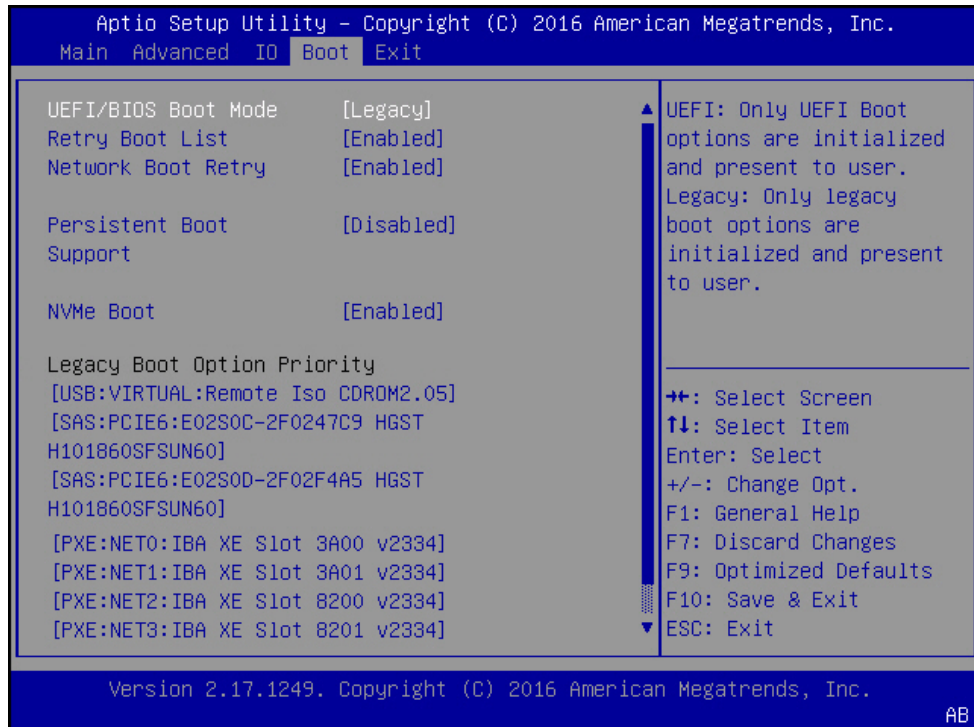 Aptio Setup Utility – Copyright (C) 2016 American Megatrends, Inc.
Main Advanced IO Boot Exit
UEFI/BIOS Boot Mode [Legacy]
Retry Boot List [Enabled]
Network Boot Retry [Enabled]
Persistent Boot [Disabled]
Support
NVMe Boot [Enabled]
Legacy Boot Option Priority
[USB:VIRTUAL:Remote Iso CDROM2.05]
[SAS:PCIE6:E02S0C-2F0247C9 HGST
H101860SFSUN60]
[SAS:PCIE6:E02S0D-2F02F4A5 HGST
H101860SFSUN60]
[PXE:NET0:IBA XE Slot 3A00 v2334]
[PXE:NET1:IBA XE Slot 3A01 v2334]
[PXE:NET2:IBA XE Slot 8200 v2334]
[PXE:NET3:IBA XE Slot 8201 v2334]
UEFI: Only UEFI Boot
options are initialized
and present to user.
Legacy: Only legacy
boot options are
initialized and present
to user.
→←: Select Screen
↑↓: Select Item
Enter: Select
+/-: Change Opt.
F1: General Help
F7: Discard Changes
F9: Optimized Defaults
F10: Save & Exit
ESC: Exit
Version 2.17.1249. Copyright (C) 2016 American Megatrends, Inc.
AB